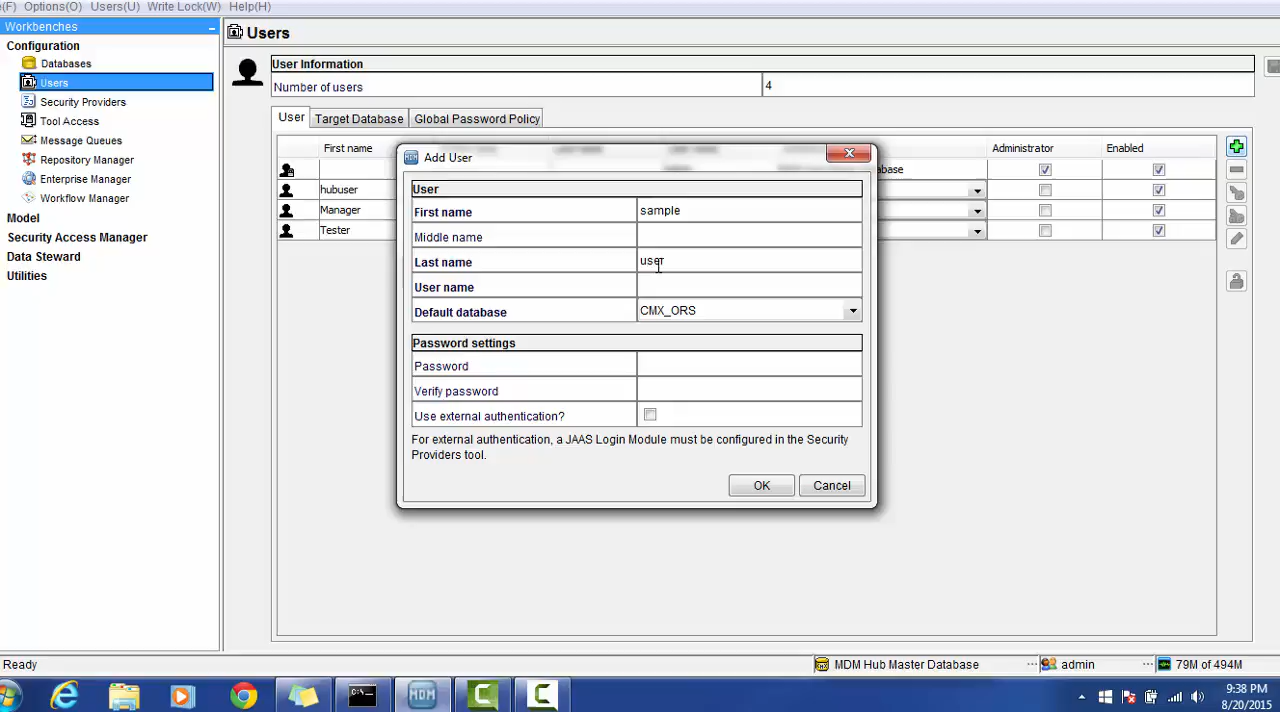 e(F) Options(O) Users(U) Write Lock(W) Help(H)
Workbenches
Configuration
Databases
Users
Security Providers
Tool Access
Message Queues
Repository Manager
Enterprise Manager
Workflow Manager
Model
Security Access Manager
Data Steward
Utilities
Users
User Information
Number of users 4
User Target Database Global Password Policy
First name Administrator Enabled
abase
hubuser
Manager
Tester
MDM Add User
User
First name sample
Middle name
Last name user
User name
Default database CMX_ORS
Password settings
Password
Verify password
Use external authentication?
For external authentication, a JAAS Login Module must be configured in the Security
Providers tool.
OK Cancel
Ready MDM Hub Master Database admin 79M of 494M
C:\ MDM C C
9:38 PM
8/20/2015